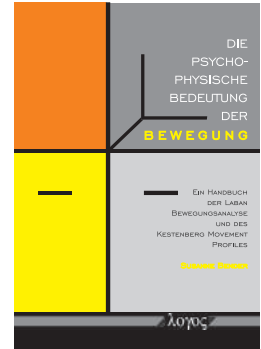 DIE
PSYCHO-
PHYSISCHE
BEDEUTUNG
DER
BEWEGUNG
EIN HANDBUCH
DER LABAN
BEWEGUNGSANALYSE
UND DES
KESTENBERG MOVEMENT
PROFILES
λογος